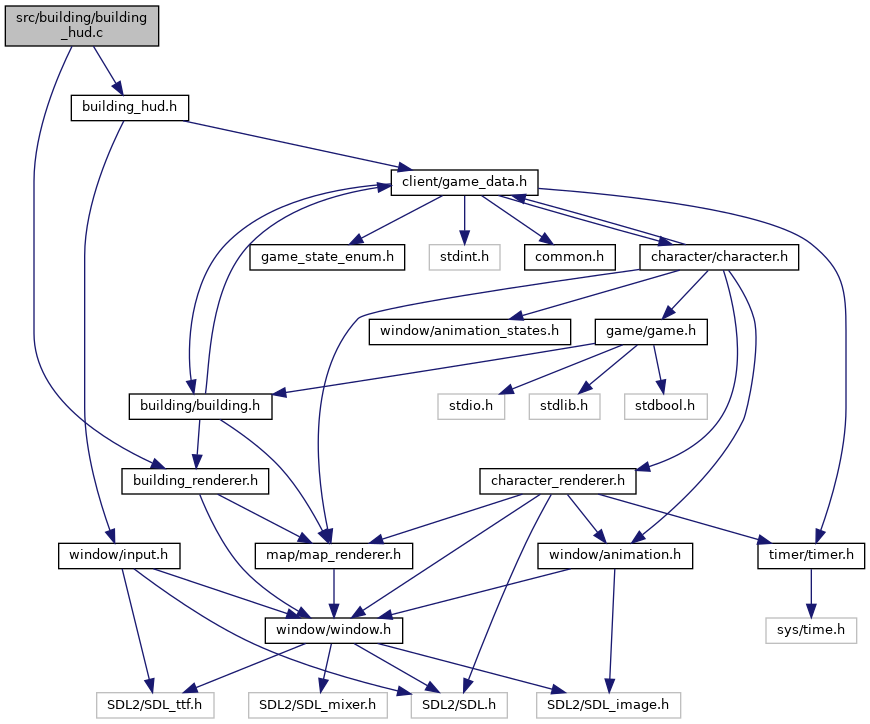 src/building/building
_hud.c
building_hud.h
client/game_data.h
game_state_enum.h
stdint.h
common.h
character/character.h
window/animation_states.h
game/game.h
building/building.h
stdio.h
stdlib.h
stdbool.h
building_renderer.h
character_renderer.h
window/input.h
map/map_renderer.h
window/animation.h
timer/timer.h
window/window.h
sys/time.h
SDL2/SDL_ttf.h
SDL2/SDL_mixer.h
SDL2/SDL.h
SDL2/SDL_image.h